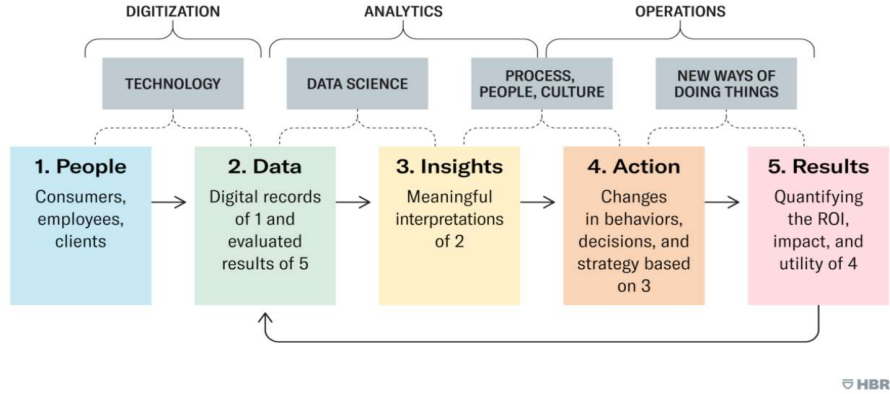 DIGITIZATION
ANALYTICS
OPERATIONS
TECHNOLOGY
DATA SCIENCE
PROCESS,
PEOPLE, CULTURE
NEW WAYS OF
DOING THINGS
1. People
Consumers,
employees,
clients
2. Data
Digital records
of 1 and
evaluated
results of 5
3. Insights
Meaningful
interpretations
of 2
4. Action
Changes
in behaviors,
decisions, and
strategy based
on 3
5. Results
Quantifying
the ROI,
impact, and
utility of 4
HBR